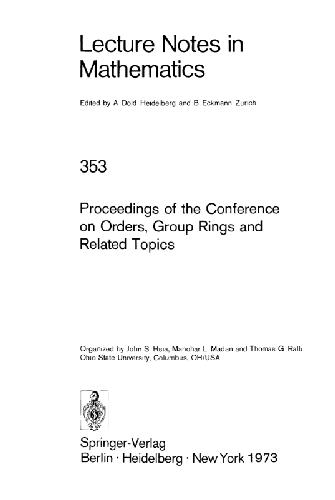 Lecture Notes in
Mathematics
Edited by A. Dold, Heidelberg and B. Eckmann, Zürich
353
Proceedings of the Conference
on Orders, Group Rings and
Related Topics
Organized by John S. Hsia, Manohar L. Madan and Thomas G. Ralley
Ohio State University, Columbus, OH/USA
Springer-Verlag
Berlin · Heidelberg · New York 1973